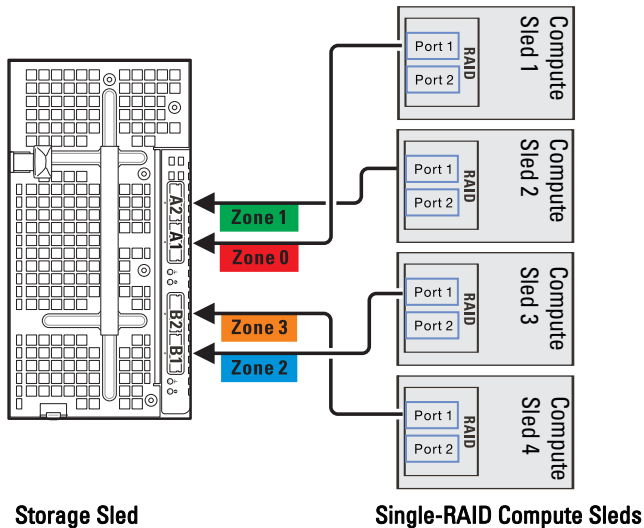 Compute
Sled 1
RAID
Port 1
Port 2
Compute
Sled 2
RAID
Port 1
Port 2
A2
Zone 1
A1
Zone 0
Compute
Sled 3
RAID
Port 1
Port 2
B2
Zone 3
B1
Zone 2
Compute
Sled 4
RAID
Port 1
Port 2
Storage Sled
Single-RAID Compute Sleds